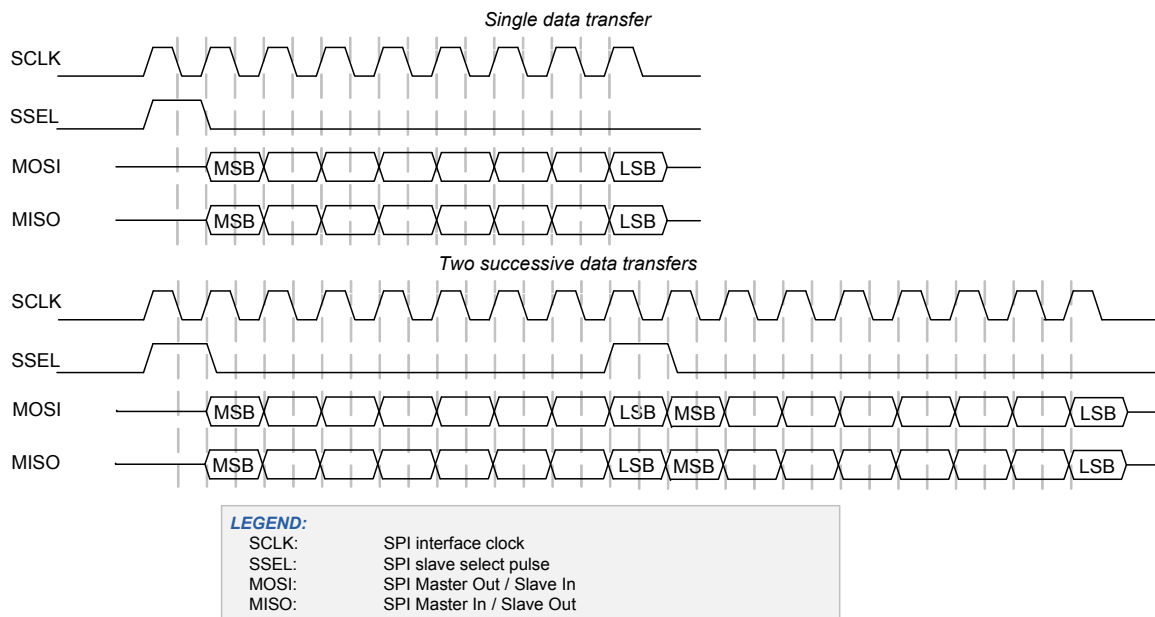 Single data transfer
SCLK
SSEL
MOSI MSB LSB
MISO MSB LSB
Two successive data transfers
SCLK
SSEL
MOSI MSB LSB MSB LSB
MISO MSB LSB MSB LSB
LEGEND:
SCLK: SPI interface clock
SSEL: SPI slave select pulse
MOSI: SPI Master Out / Slave In
MISO: SPI Master In / Slave Out